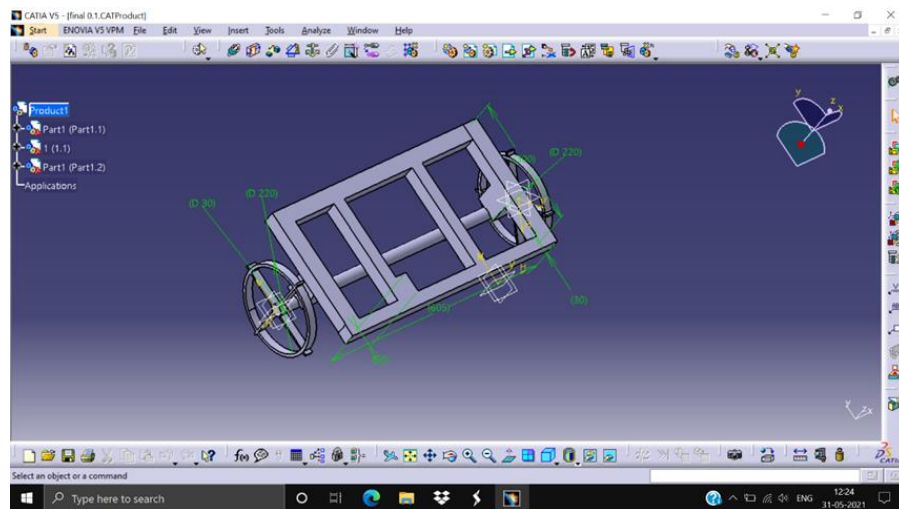 CATIA V5 - [final 0.1.CATProduct]
Start ENOVIA V5 VPM File Edit View Insert Tools Analyze Window Help
Product1
Part1 (Part1.1)
1 (1.1)
Part1 (Part1.2)
Applications
(D 30)
(D 220)
(D 220)
(605)
(30)
y
z
x
H
y
z x
f(x)
CATIA
Select an object or a command
Type here to search
ENG
12:24
31-05-2021